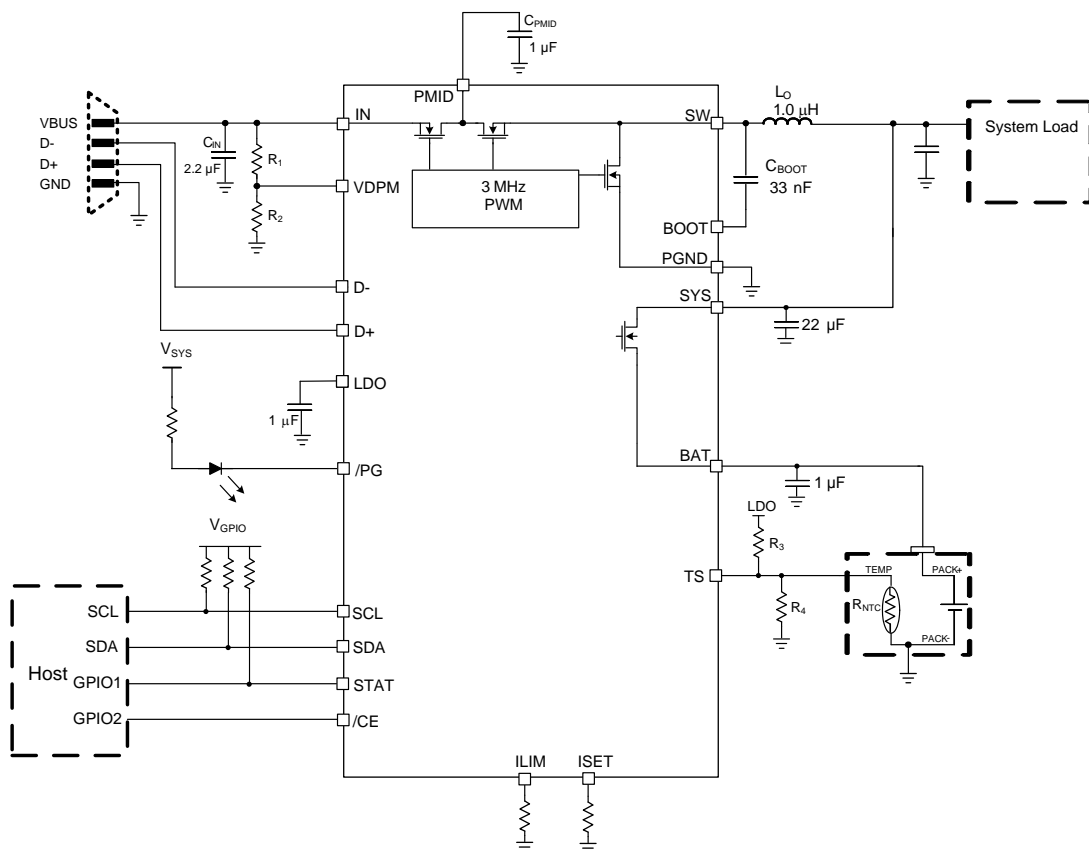 CPMID
1 µF
PMID
IN
SW
LO
1.0 µH
System Load
VBUS
D-
D+
GND
CIN
2.2 µF
R1
R2
VDPM
3 MHz
PWM
CBOOT
33 nF
BOOT
PGND
SYS
22 µF
D-
D+
VSYS
LDO
1 µF
/PG
BAT
1 µF
LDO
R3
VGPIO
TS
R4
TEMP
PACK+
RNTC
PACK-
Host
SCL
SDA
GPIO1
GPIO2
SCL
SDA
STAT
/CE
ILIM
ISET